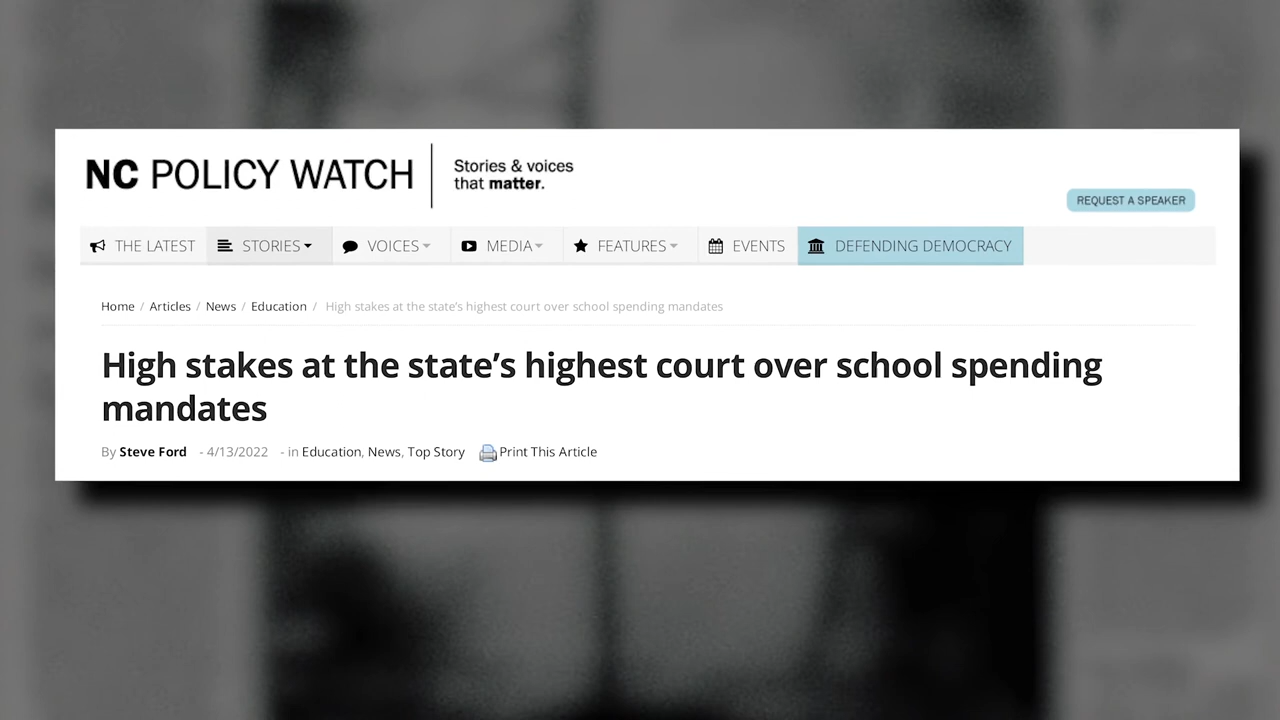 NC POLICY WATCH
Stories & voices
that matter.
REQUEST A SPEAKER
THE LATEST STORIES VOICES MEDIA FEATURES EVENTS DEFENDING DEMOCRACY
Home / Articles / News / Education / High stakes at the state’s highest court over school spending mandates
High stakes at the state’s highest court over school spending
mandates
By Steve Ford - 4/13/2022 - in Education, News, Top Story Print This Article